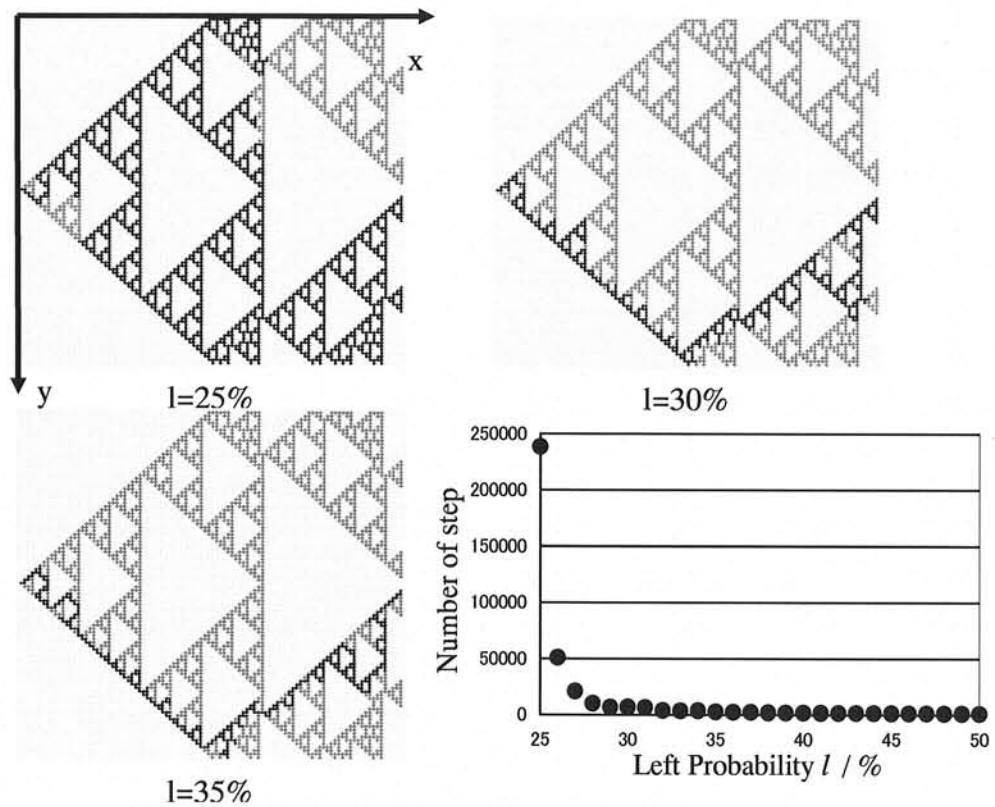 x
y
l=25%
l=30%
l=35%
250000
200000
150000
100000
50000
0
Number of step
25 30 35 40 45 50
Left Probability l / %